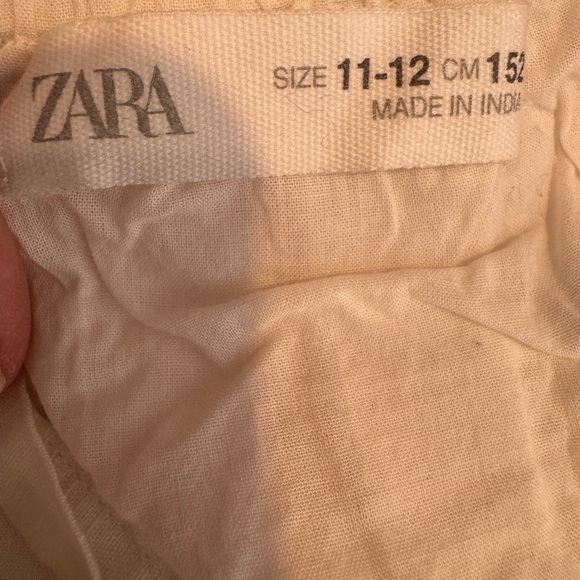 ZARA
SIZE 11-12 CM 152
MADE IN INDIA